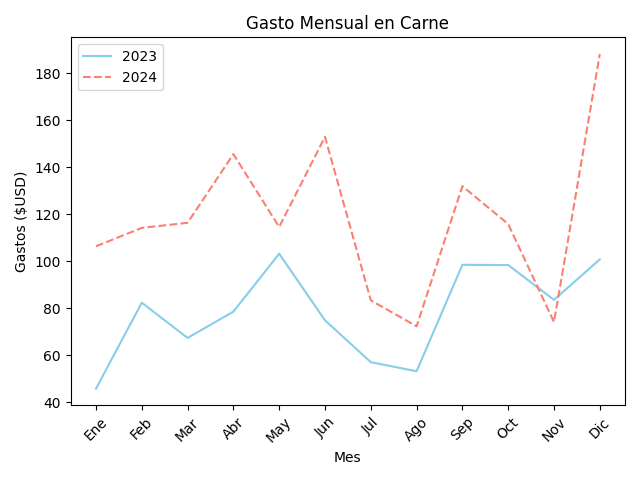 Gasto Mensual en Carne
2023
2024
Gastos ($USD)
180
160
140
120
100
80
60
40
Ene
Feb
Mar
Abr
May
Jun
Jul
Ago
Sep
Oct
Nov
Dic
Mes